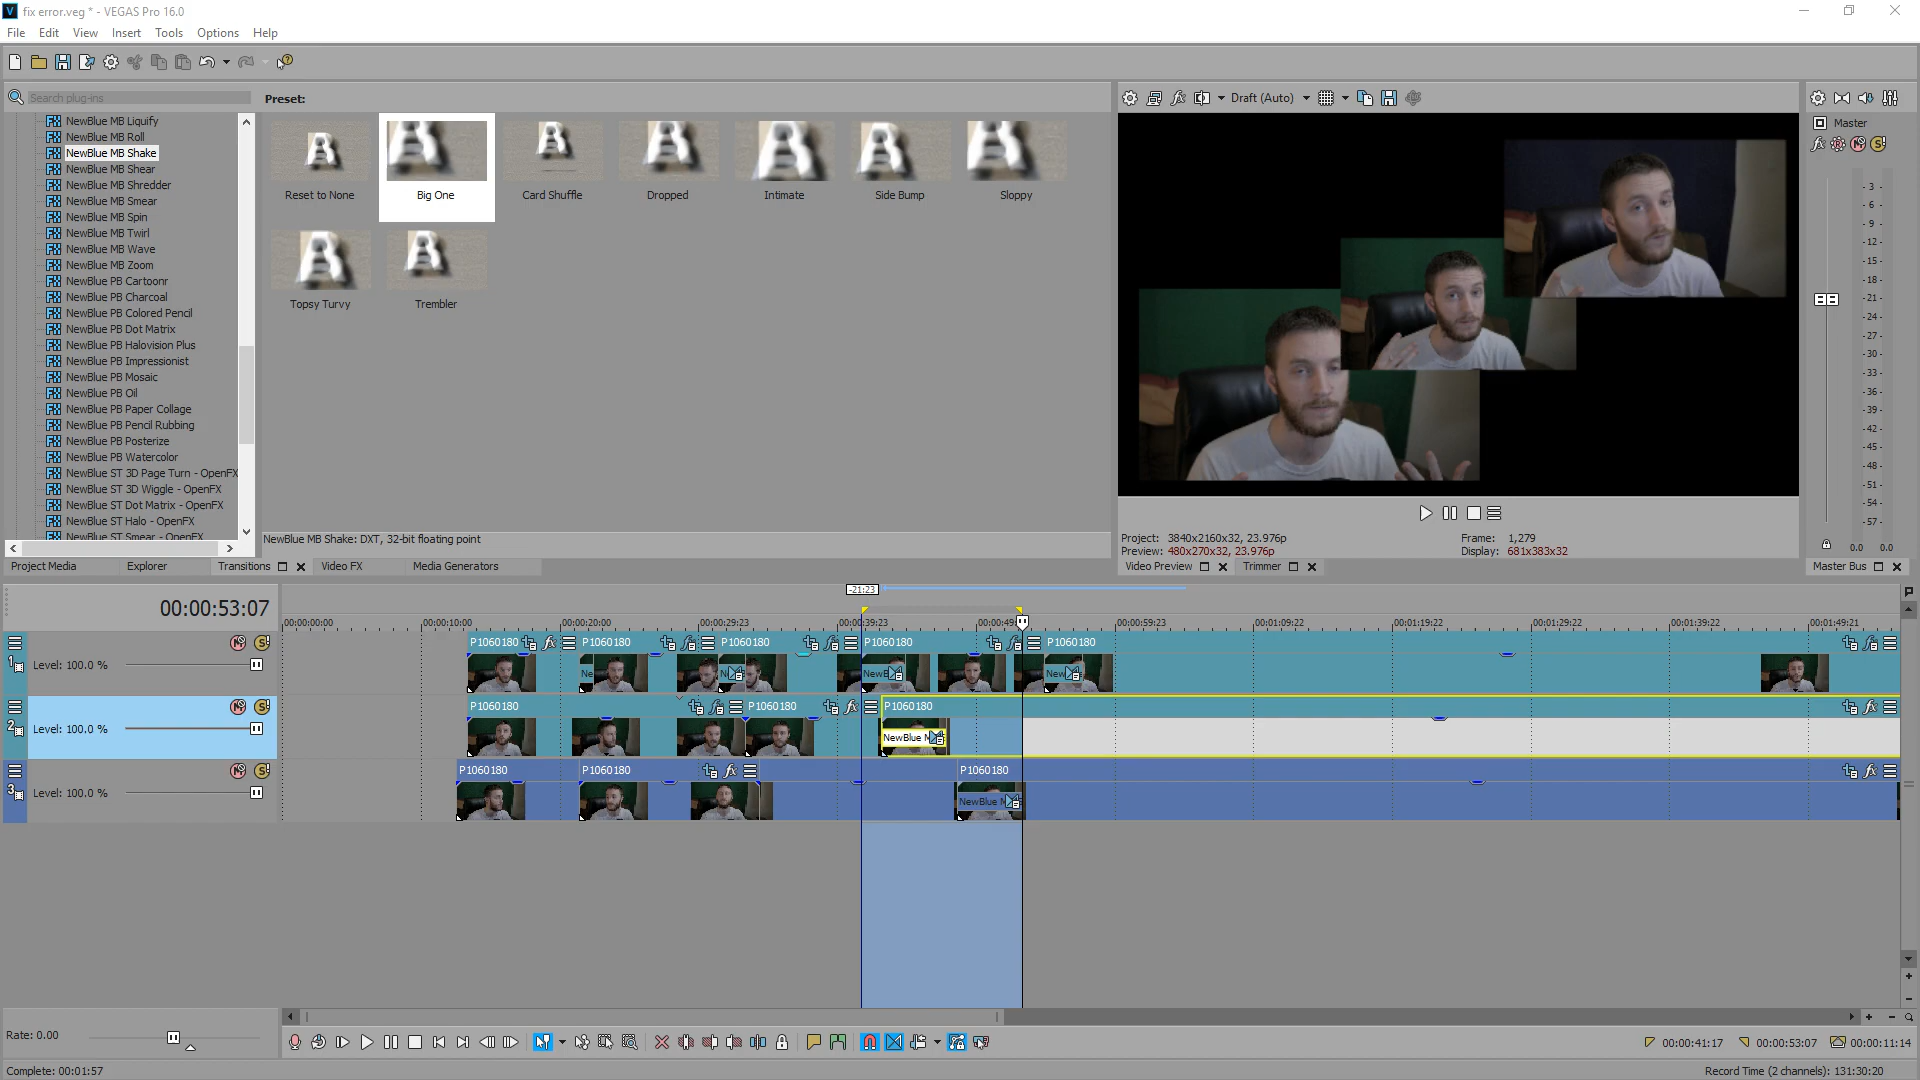 fix error.veg * - VEGAS Pro 16.0
File Edit View Insert Tools Options Help
Search plug-ins
Preset:
NewBlue MB Liquify
NewBlue MB Roll
NewBlue MB Shake
NewBlue MB Shear
NewBlue MB Shredder
NewBlue MB Smear
NewBlue MB Spin
NewBlue MB Twirl
NewBlue MB Wave
NewBlue MB Zoom
NewBlue PB Cartoonr
NewBlue PB Charcoal
NewBlue PB Colored Pencil
NewBlue PB Dot Matrix
NewBlue PB Halovision Plus
NewBlue PB Impressionist
NewBlue PB Mosaic
NewBlue PB Oil
NewBlue PB Paper Collage
NewBlue PB Pencil Rubbing
NewBlue PB Posterize
NewBlue PB Watercolor
NewBlue ST 3D Page Turn - OpenFX
NewBlue ST 3D Wiggle - OpenFX
NewBlue ST Dot Matrix - OpenFX
NewBlue ST Halo - OpenFX
NewBlue ST Smear - OpenFX
Reset to None Big One Card Shuffle Dropped Intimate Side Bump Sloppy
Topsy Turvy Trembler
NewBlue MB Shake: DXT, 32-bit floating point
Project Media Explorer Transitions Video FX Media Generators
Draft (Auto)
Project: 3840x2160x32, 23.976p Frame: 1,279
Preview: 480x270x32, 23.976p Display: 681x383x32
Video Preview Trimmer
Master
- 3 -
- 6 -
- 9 -
- 12 -
- 15 -
- 18 -
- 21 -
- 24 -
- 27 -
- 30 -
- 33 -
- 36 -
- 39 -
- 42 -
- 45 -
- 48 -
- 51 -
- 54 -
- 57 -
0.0 0.0
Master Bus
-21:23
00:00:53:07
00:00:00:00 00:00:10:00 00:00:20:00 00:00:29:23 00:00:39:23 00:00:49: 00:00:59:23 00:01:09:22 00:01:19:22 00:01:29:22 00:01:39:22 00:01:49:21
P1060180 P1060180 P1060180 P1060180 P1060180
1 Level: 100.0 %
Ne N NewB New
P1060180 P1060180 P1060180
2 Level: 100.0 %
NewBlue M
P1060180 P1060180 P1060180
3 Level: 100.0 %
NewBlue M
Rate: 0.00
00:00:41:17 00:00:53:07 00:00:11:14
Complete: 00:01:57
Record Time (2 channels): 131:30:20